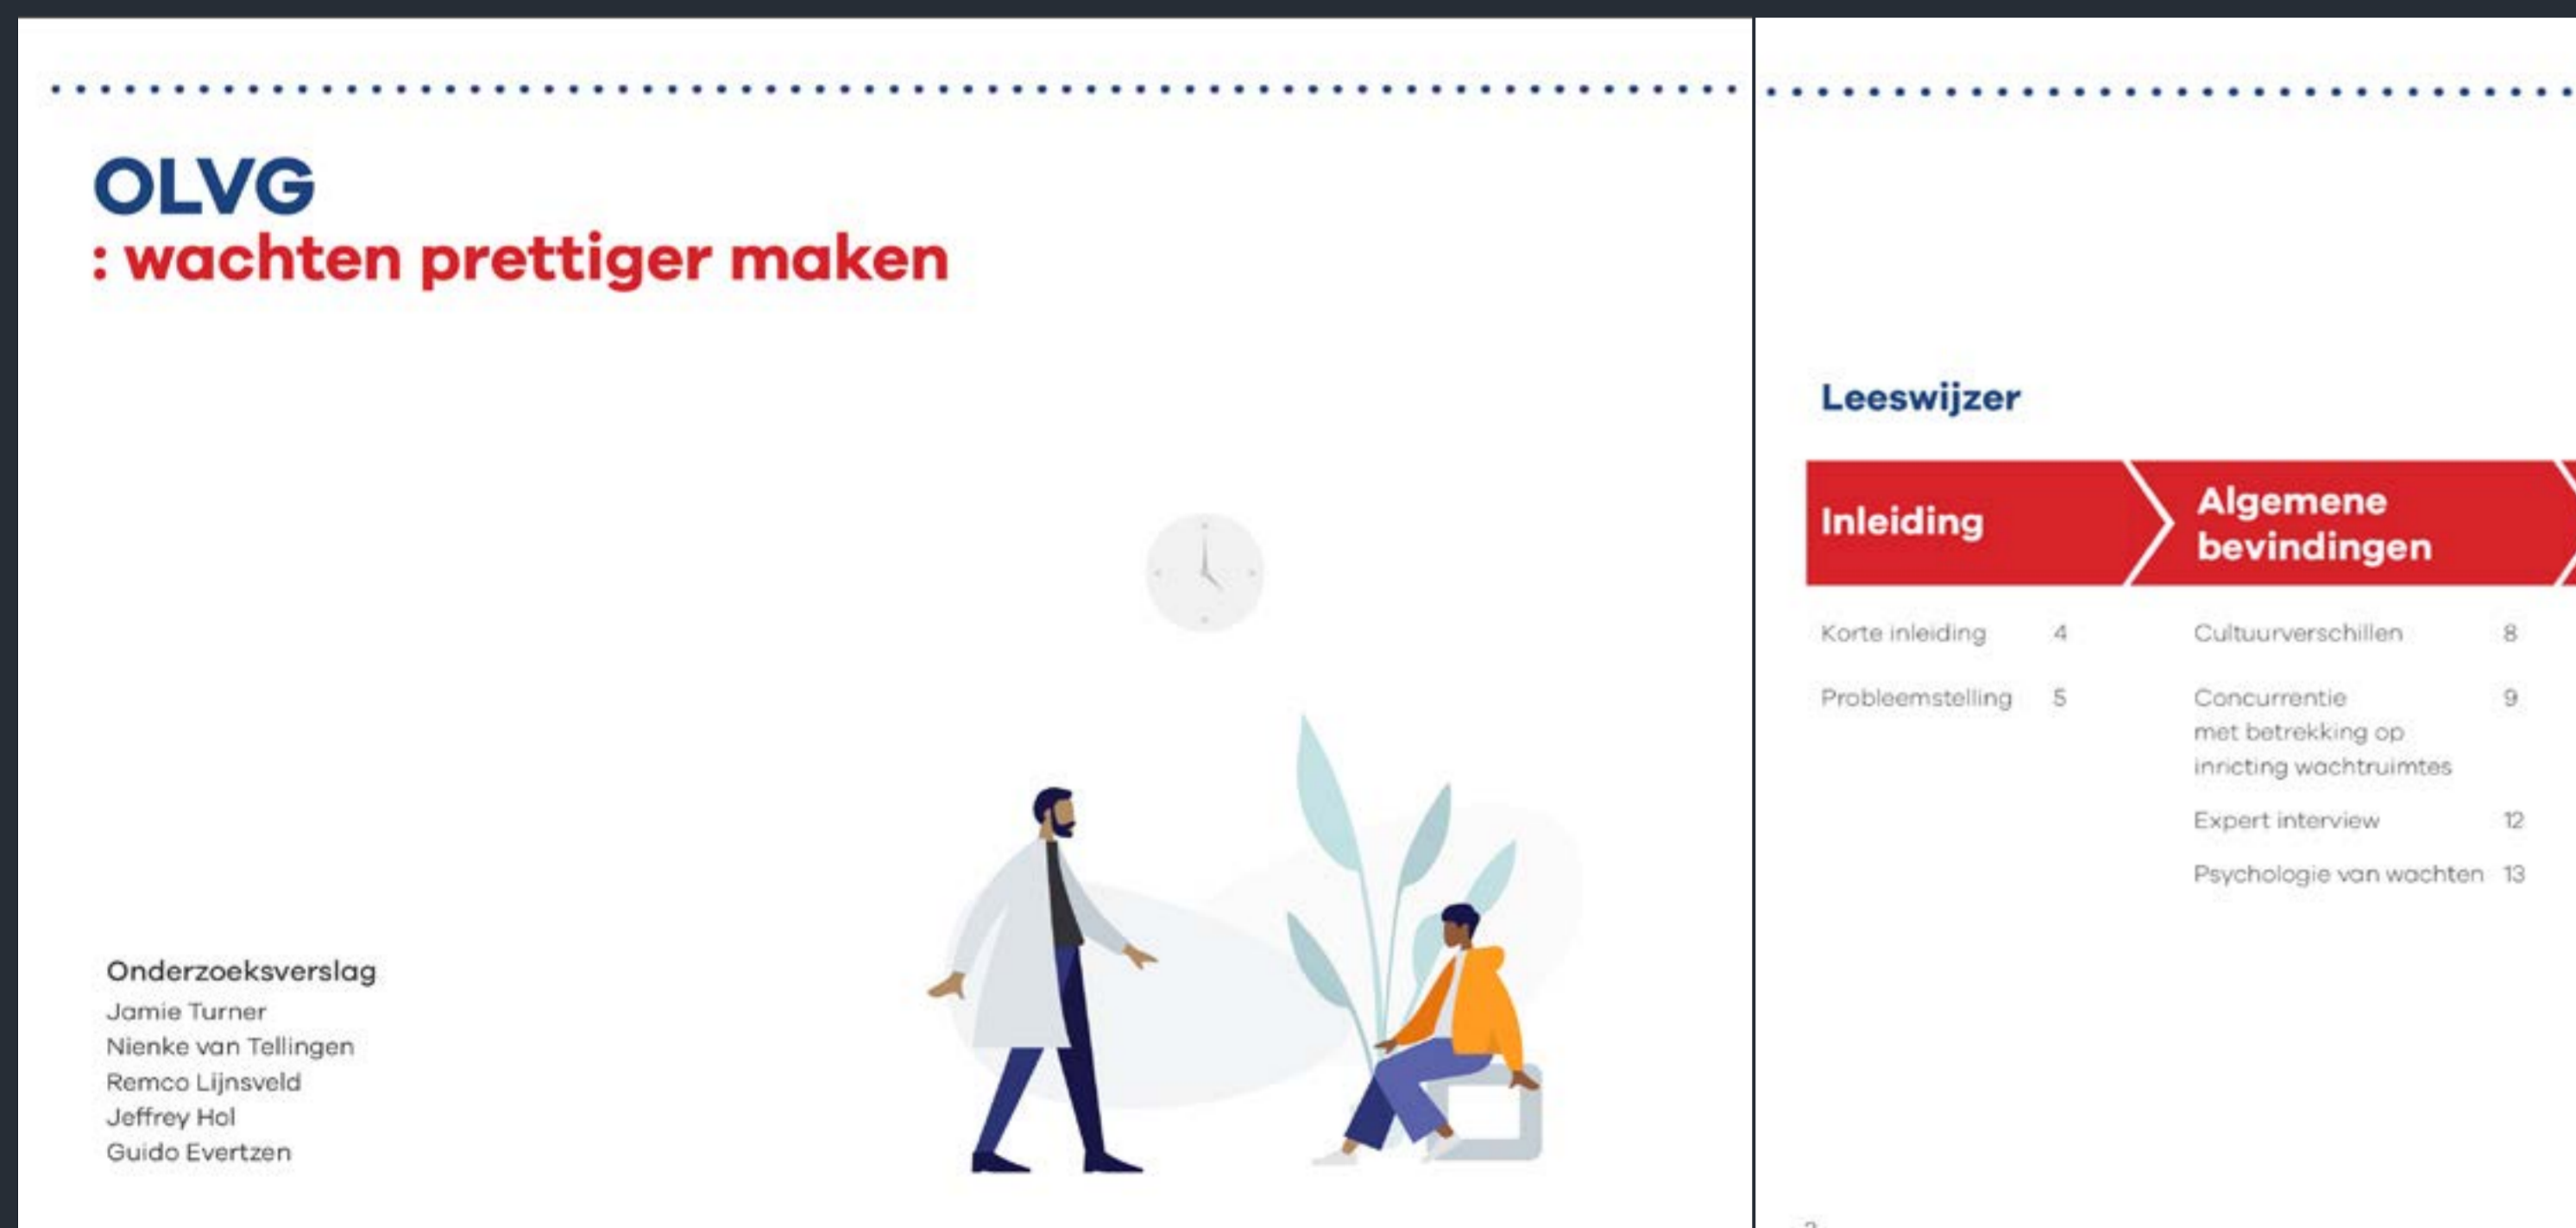 OLVG
: wachten prettiger maken
Onderzoeksverslag
Jamie Turner
Nienke van Tellingen
Remco Lijnsveld
Jeffrey Hol
Guido Evertzen
Leeswijzer
Inleiding
Korte inleiding 4
Probleemstelling 5
Algemene
bevindingen
Cultuurverschillen 8
Concurrentie 9
met betrekking op
inricting wachtruimtes
Expert interview 12
Psychologie van wachten 13